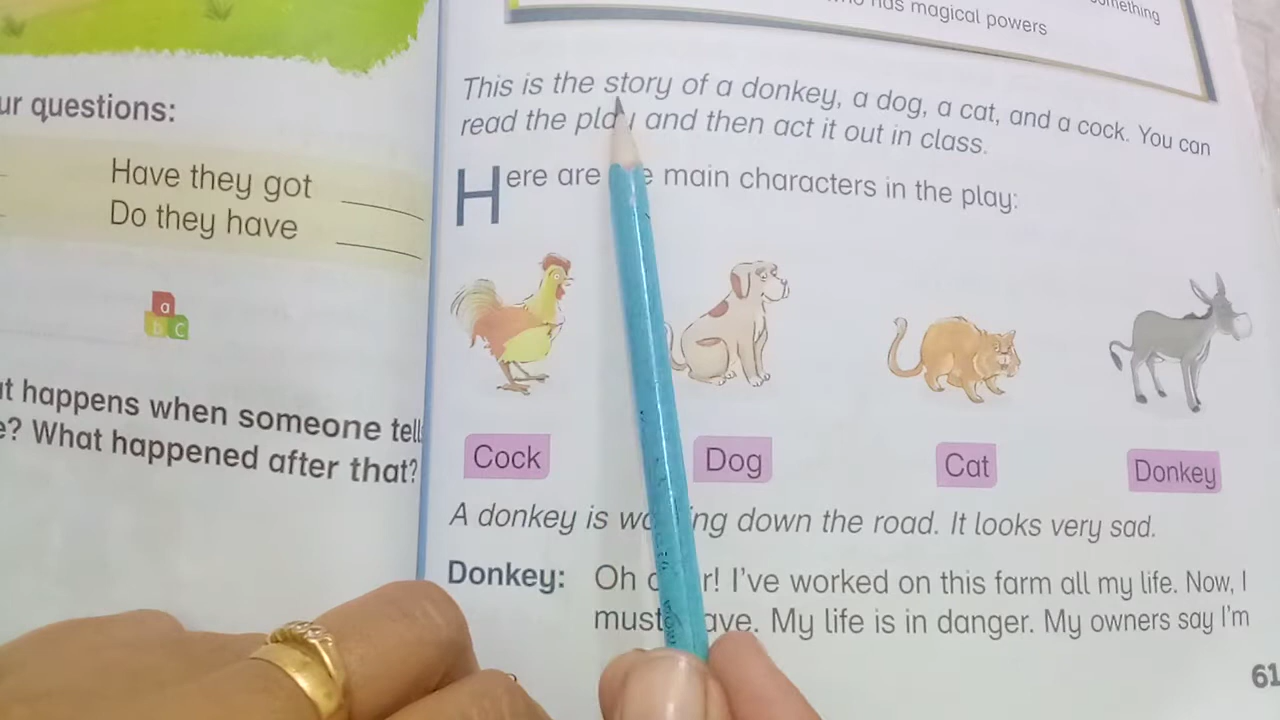 ur questions:
Have they got
Do they have
a
b C
t happens when someone tell
e? What happened after that?
has magical powers
something
This is the story of a donkey, a dog, a cat, and a cock. You can
read the play and then act it out in class.
Here are main characters in the play:
Cock
Dog
Cat
Donkey
A donkey is down the road. It looks very sad.
Donkey: Oh I've worked on this farm all my life. Now, I
must My life is in danger. My owners say I'm
61